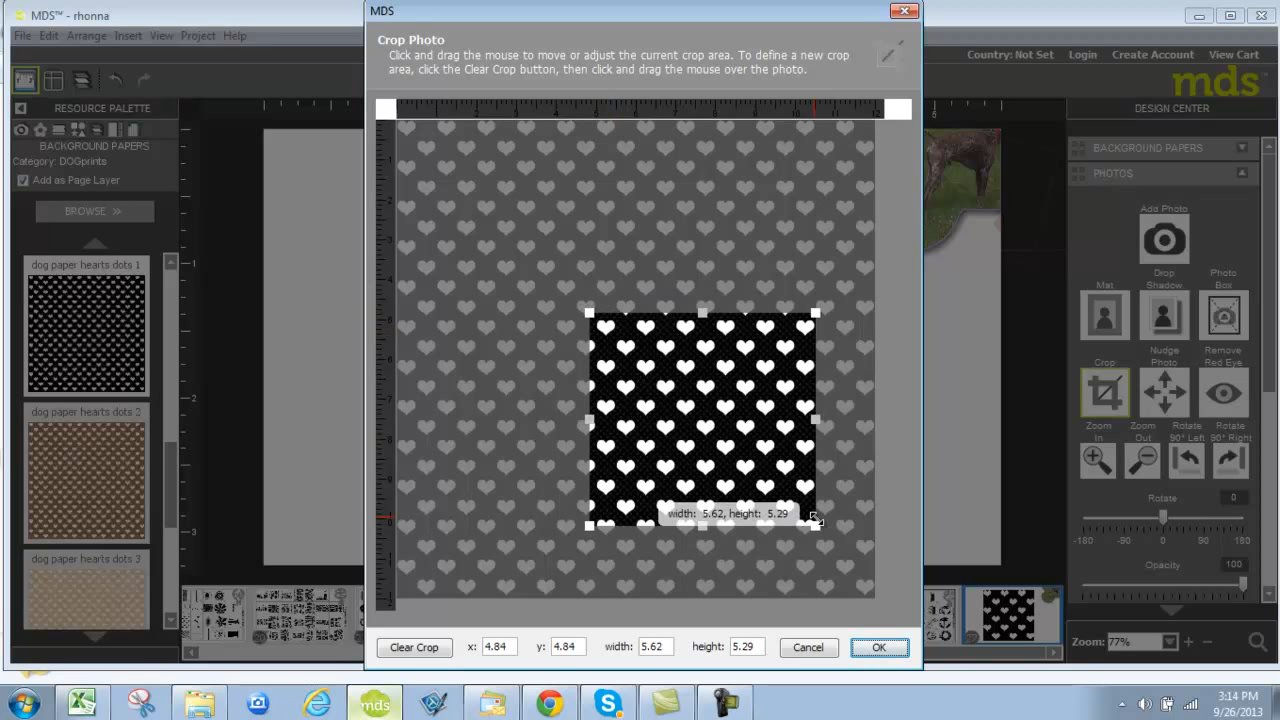 MDS™ - rhonna
File Edit Arrange Insert View Project Help
Country: Not Set Login Create Account View Cart
mds
RESOURCE PALETTE
BACKGROUND PAPERS
Category: DOGprints
Add as Page Layer
BROWSE >>
dog paper hearts dots 1
dog paper hearts dots 2
dog paper hearts dots 3
MDS
Crop Photo
Click and drag the mouse to move or adjust the current crop area. To define a new crop
area, click the Clear Crop button, then click and drag the mouse over the photo.
width: 5.62, height: 5.29
Clear Crop x: 4.84 y: 4.84 width: 5.62 height: 5.29 Cancel OK
DESIGN CENTER
BACKGROUND PAPERS
PHOTOS
Add Photo
Mat
Drop
Shadow
Photo
Box
Crop
Nudge
Photo
Remove
Red Eye
Zoom
In
Zoom
Out
Rotate
90° Left
Rotate
90° Right
Rotate 0
-180 -90 0 90 180
Opacity 100
Zoom: 77%
mds
3:14 PM
9/26/2013